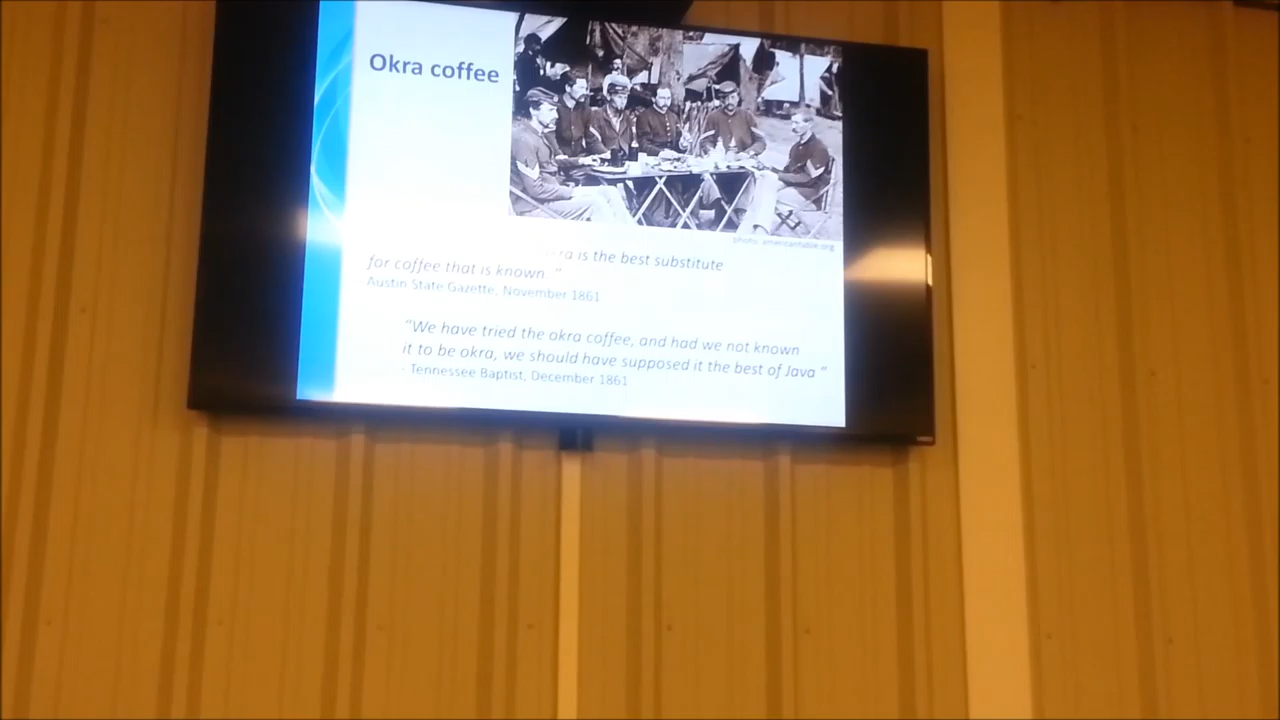 Okra coffee
photo: americantable.org
is the best substitute
for coffee that is known. "
Austin State Gazette, November 1861
"We have tried the okra coffee, and had we not known
it to be okra, we should have supposed it the best of Java "
- Tennessee Baptist, December 1861